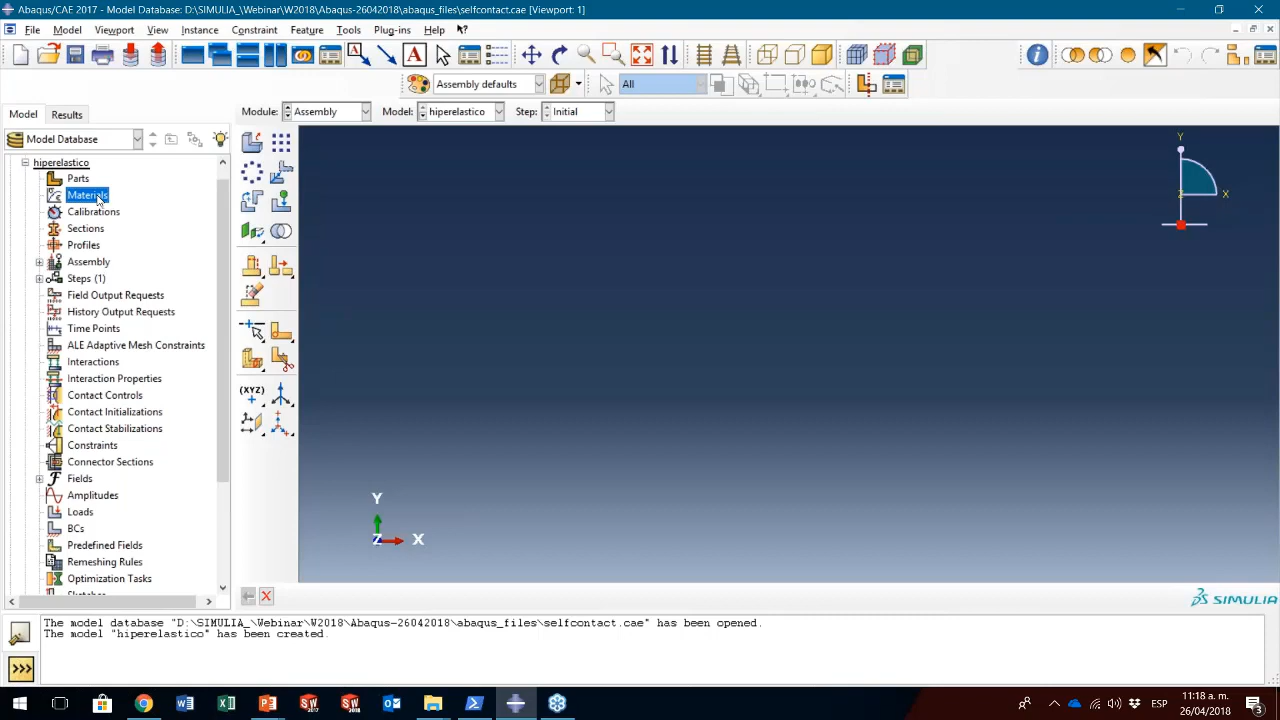 Abaqus/CAE 2017 - Model Database: D:\SIMULIA_\Webinar\W2018\Abaqus-26042018\abaqus_files\selfcontact.cae [Viewport: 1]
File Model Viewport View Instance Constraint Feature Tools Plug-ins Help
A A
Assembly defaults All
Model Results Module: Assembly Model: hiperelastico Step: Initial
Model Database
hiperelastico
Parts
Materials
Calibrations
Sections
Profiles
Assembly
Steps (1)
Field Output Requests
History Output Requests
Time Points
ALE Adaptive Mesh Constraints
Interactions
Interaction Properties
Contact Controls
Contact Initializations
Contact Stabilizations
Constraints
Connector Sections
Fields
Amplitudes
Loads
BCs
Predefined Fields
Remeshing Rules
Optimization Tasks
Sketches
(XYZ)
Y
X
Z
Y
X
Z
SIMULIA
The model database "D:\SIMULIA_\Webinar\W2018\Abaqus-26042018\abaqus_files\selfcontact.cae" has been opened.
The model "hiperelastico" has been created.
>>>
ESP
11:18 a. m.
26/04/2018
3